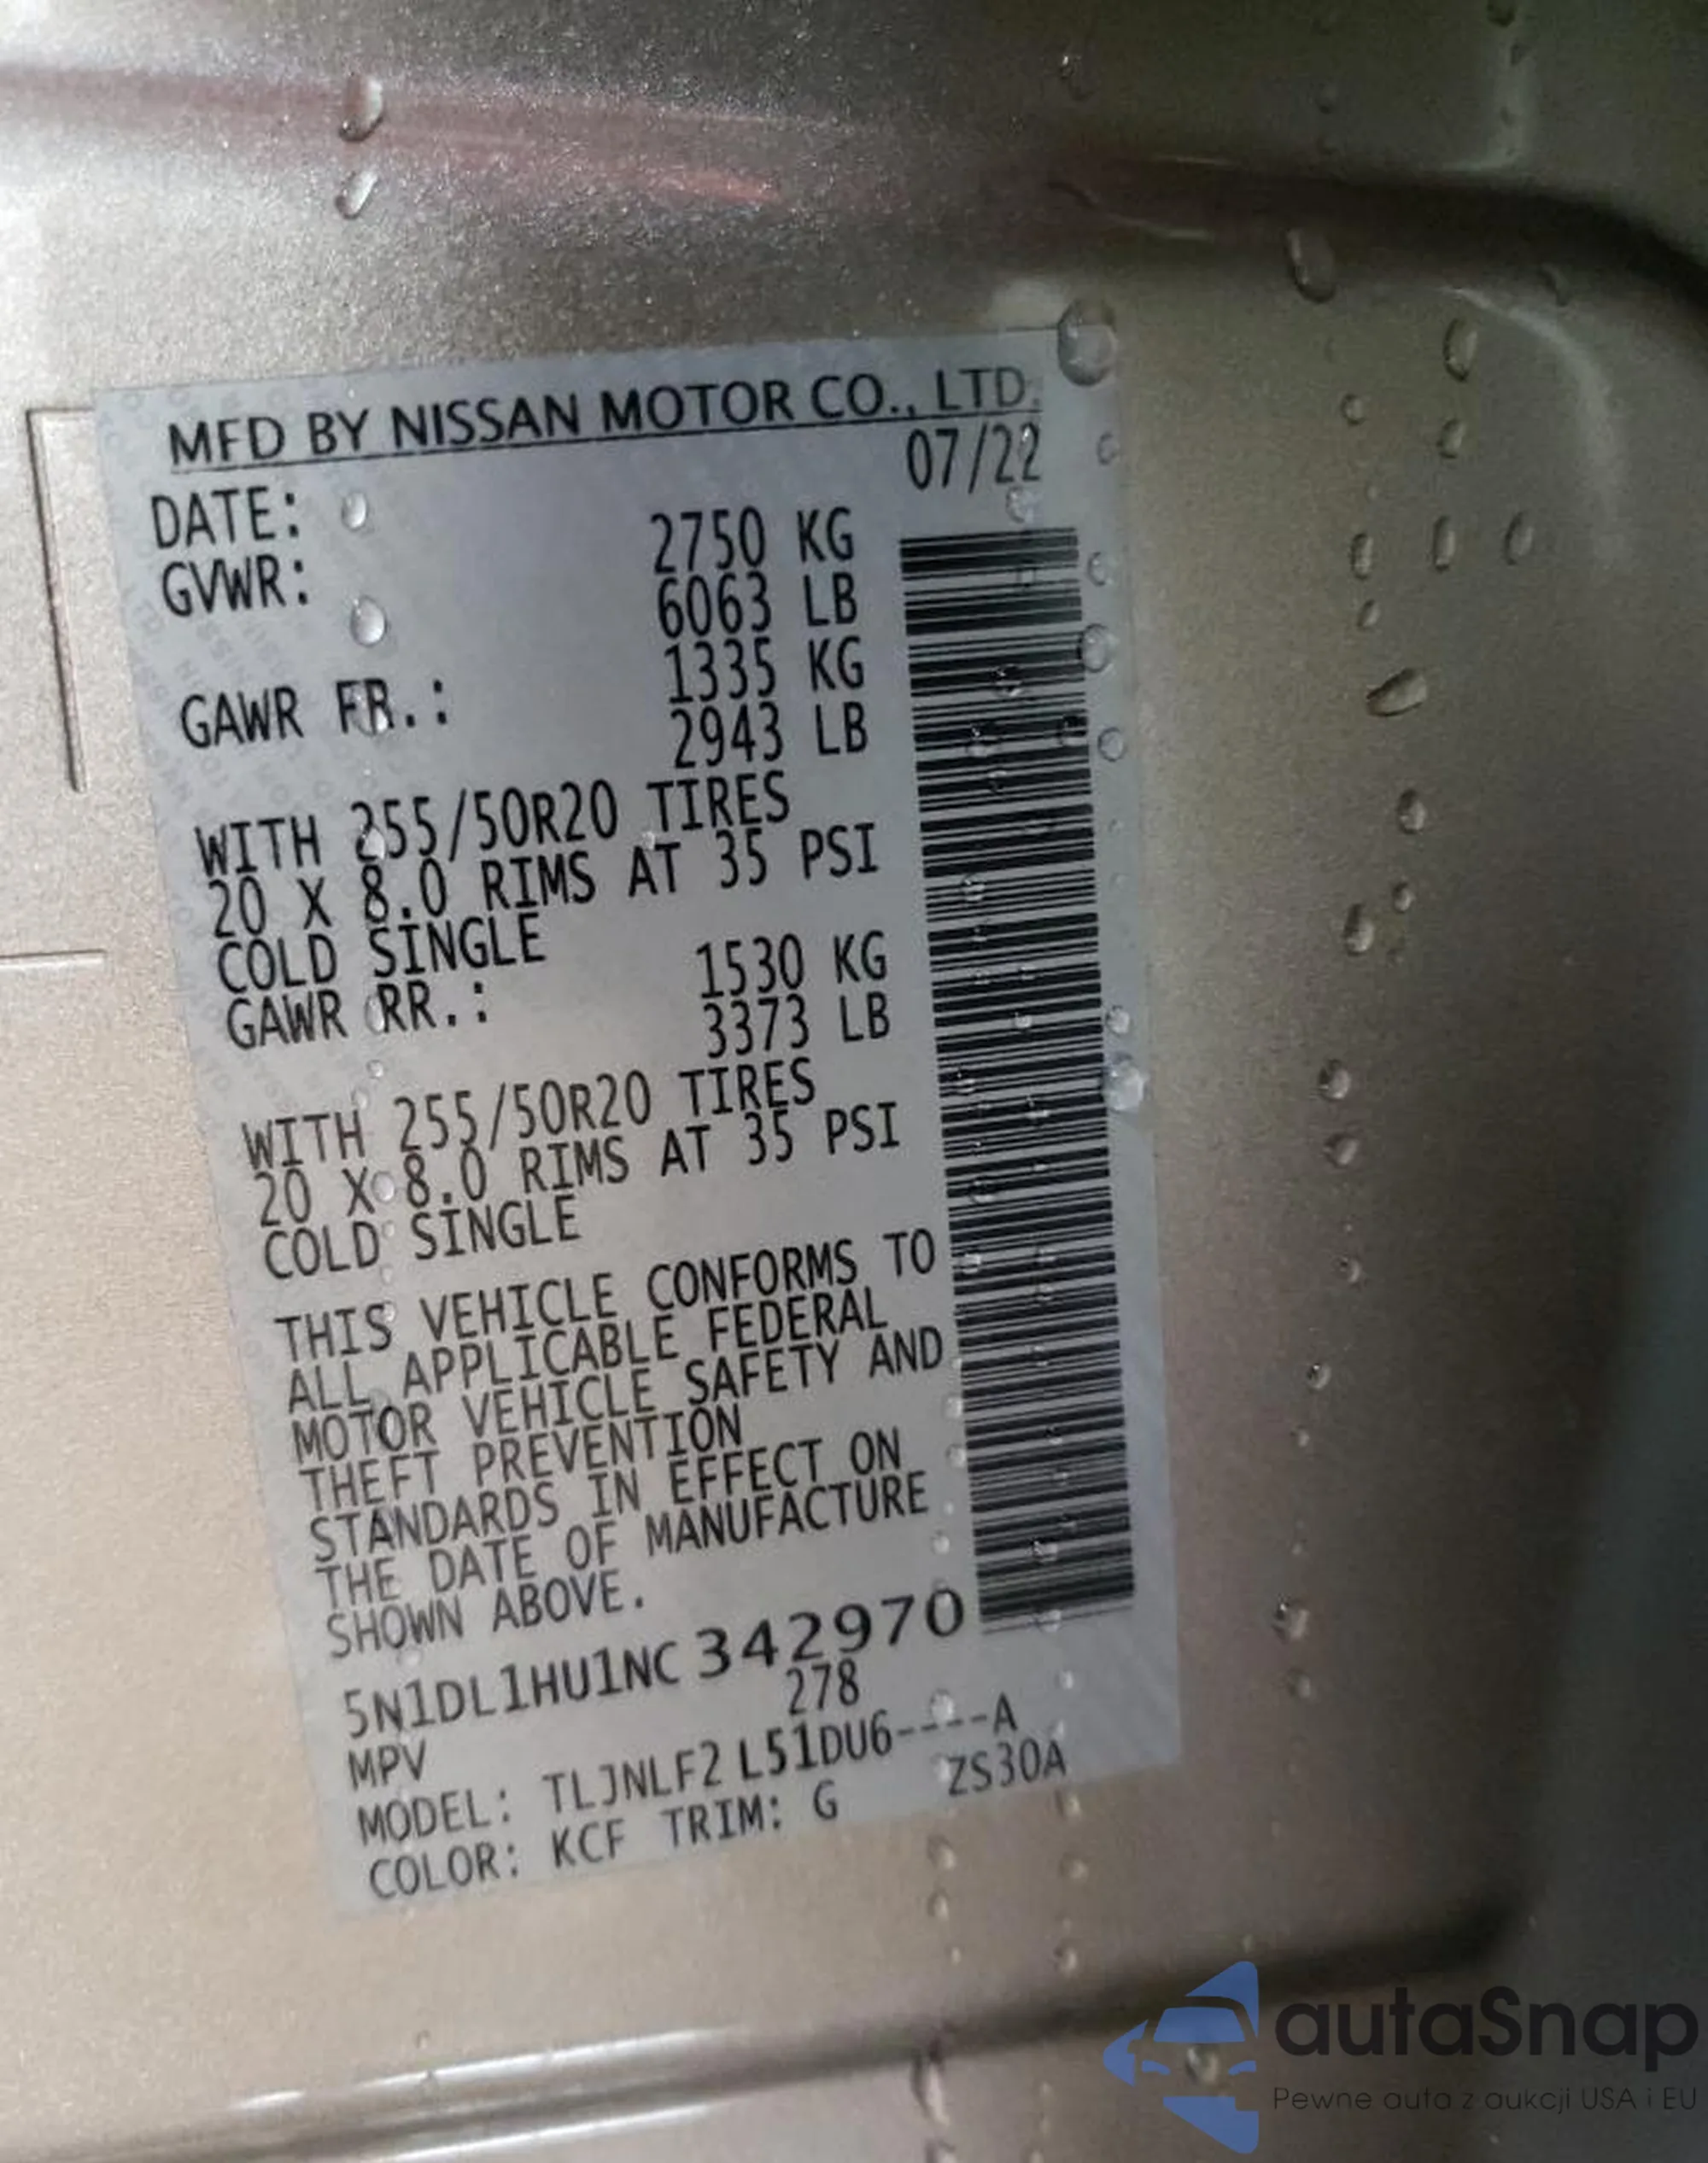 MFD BY NISSAN MOTOR CO., LTD.
DATE: 07/22
GVWR: 2750 KG
6063 LB
GAWR FR.: 1335 KG
2943 LB
WITH 255/50R20 TIRES
20 X 8.0 RIMS AT 35 PSI
COLD SINGLE
GAWR RR.: 1530 KG
3373 LB
WITH 255/50R20 TIRES
20 X 8.0 RIMS AT 35 PSI
COLD SINGLE
THIS VEHICLE CONFORMS TO
ALL APPLICABLE FEDERAL
MOTOR VEHICLE SAFETY AND
THEFT PREVENTION
STANDARDS IN EFFECT ON
THE DATE OF MANUFACTURE
SHOWN ABOVE.
5N1DL1HU1NC342970
MPV 278
MODEL: TLJNLF2 L51DU6----A
COLOR: KCF TRIM: G ZS30A
autaSnap
Pewne auta z aukcji USA i EU